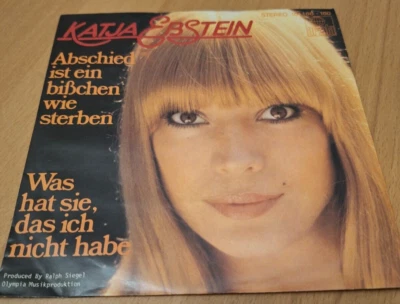 KATJA EBSTEIN
STEREO
Abschied
ist ein
bißchen
wie
sterben
Was
hat sie,
das ich
nicht habe
Produced By Ralph Siegel
Olympia Musikproduktion